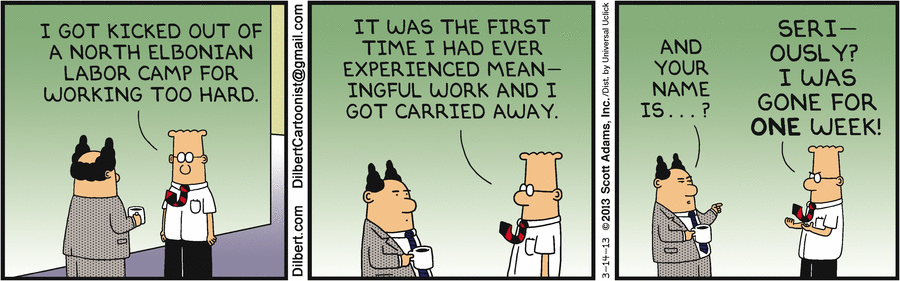 I GOT KICKED OUT OF
A NORTH ELBONIAN
LABOR CAMP FOR
WORKING TOO HARD.
Dilbert.com DilbertCartoonist@gmail.com
IT WAS THE FIRST
TIME I HAD EVER
EXPERIENCED MEAN—
INGFUL WORK AND I
GOT CARRIED AWAY.
3-14-13 ©2013 Scott Adams, Inc. /Dist. by Universal Uclick
AND
YOUR
NAME
IS...?
SERI—
OUSLY?
I WAS
GONE FOR
ONE WEEK!